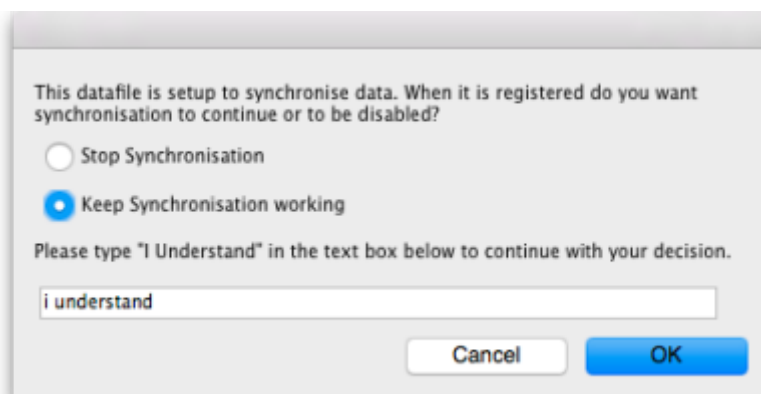 This datafile is setup to synchronise data. When it is registered do you want
synchronisation to continue or to be disabled?
Stop Synchronisation
Keep Synchronisation working
Please type "I Understand" in the text box below to continue with your decision.
i understand
Cancel OK